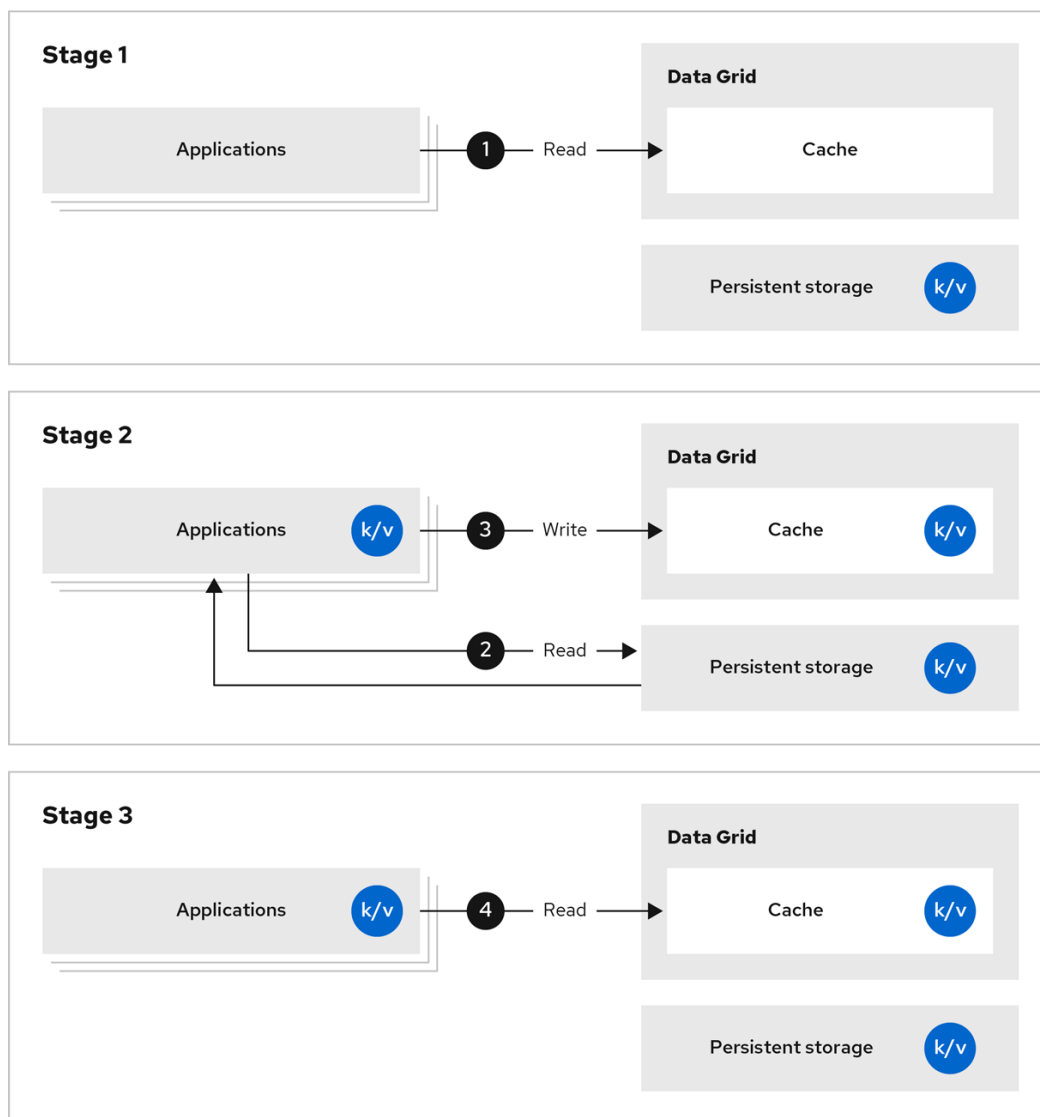 Stage 1
Data Grid
Applications
1
Read
Cache
Persistent storage
k/v
Stage 2
Data Grid
Applications
k/v
3
Write
Cache
k/v
2
Read
Persistent storage
k/v
Stage 3
Data Grid
Applications
k/v
4
Read
Cache
k/v
Persistent storage
k/v